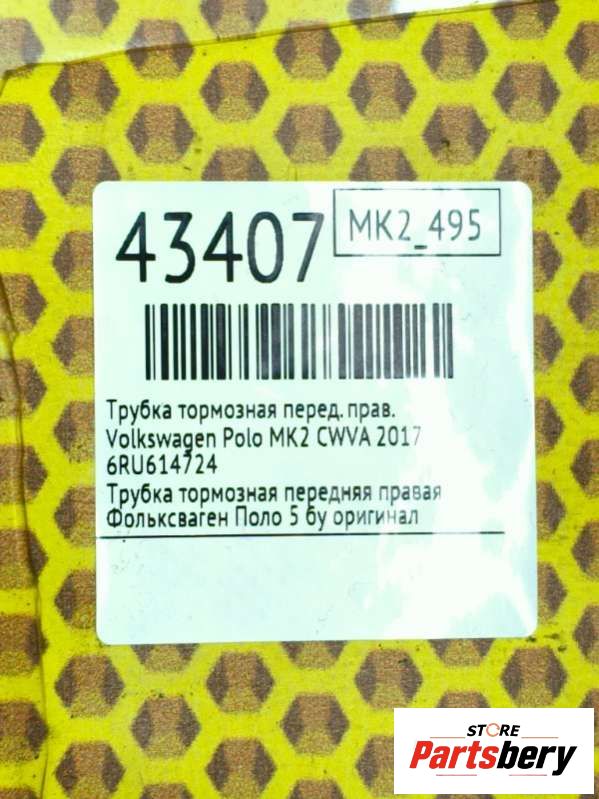 43407
MK2_495
Трубка тормозная перед. прав.
Volkswagen Polo MK2 CWVA 2017
6RU614724
Трубка тормозная передняя правая
Фольксваген Поло 5 бу оригинал
STORE
Partsbery